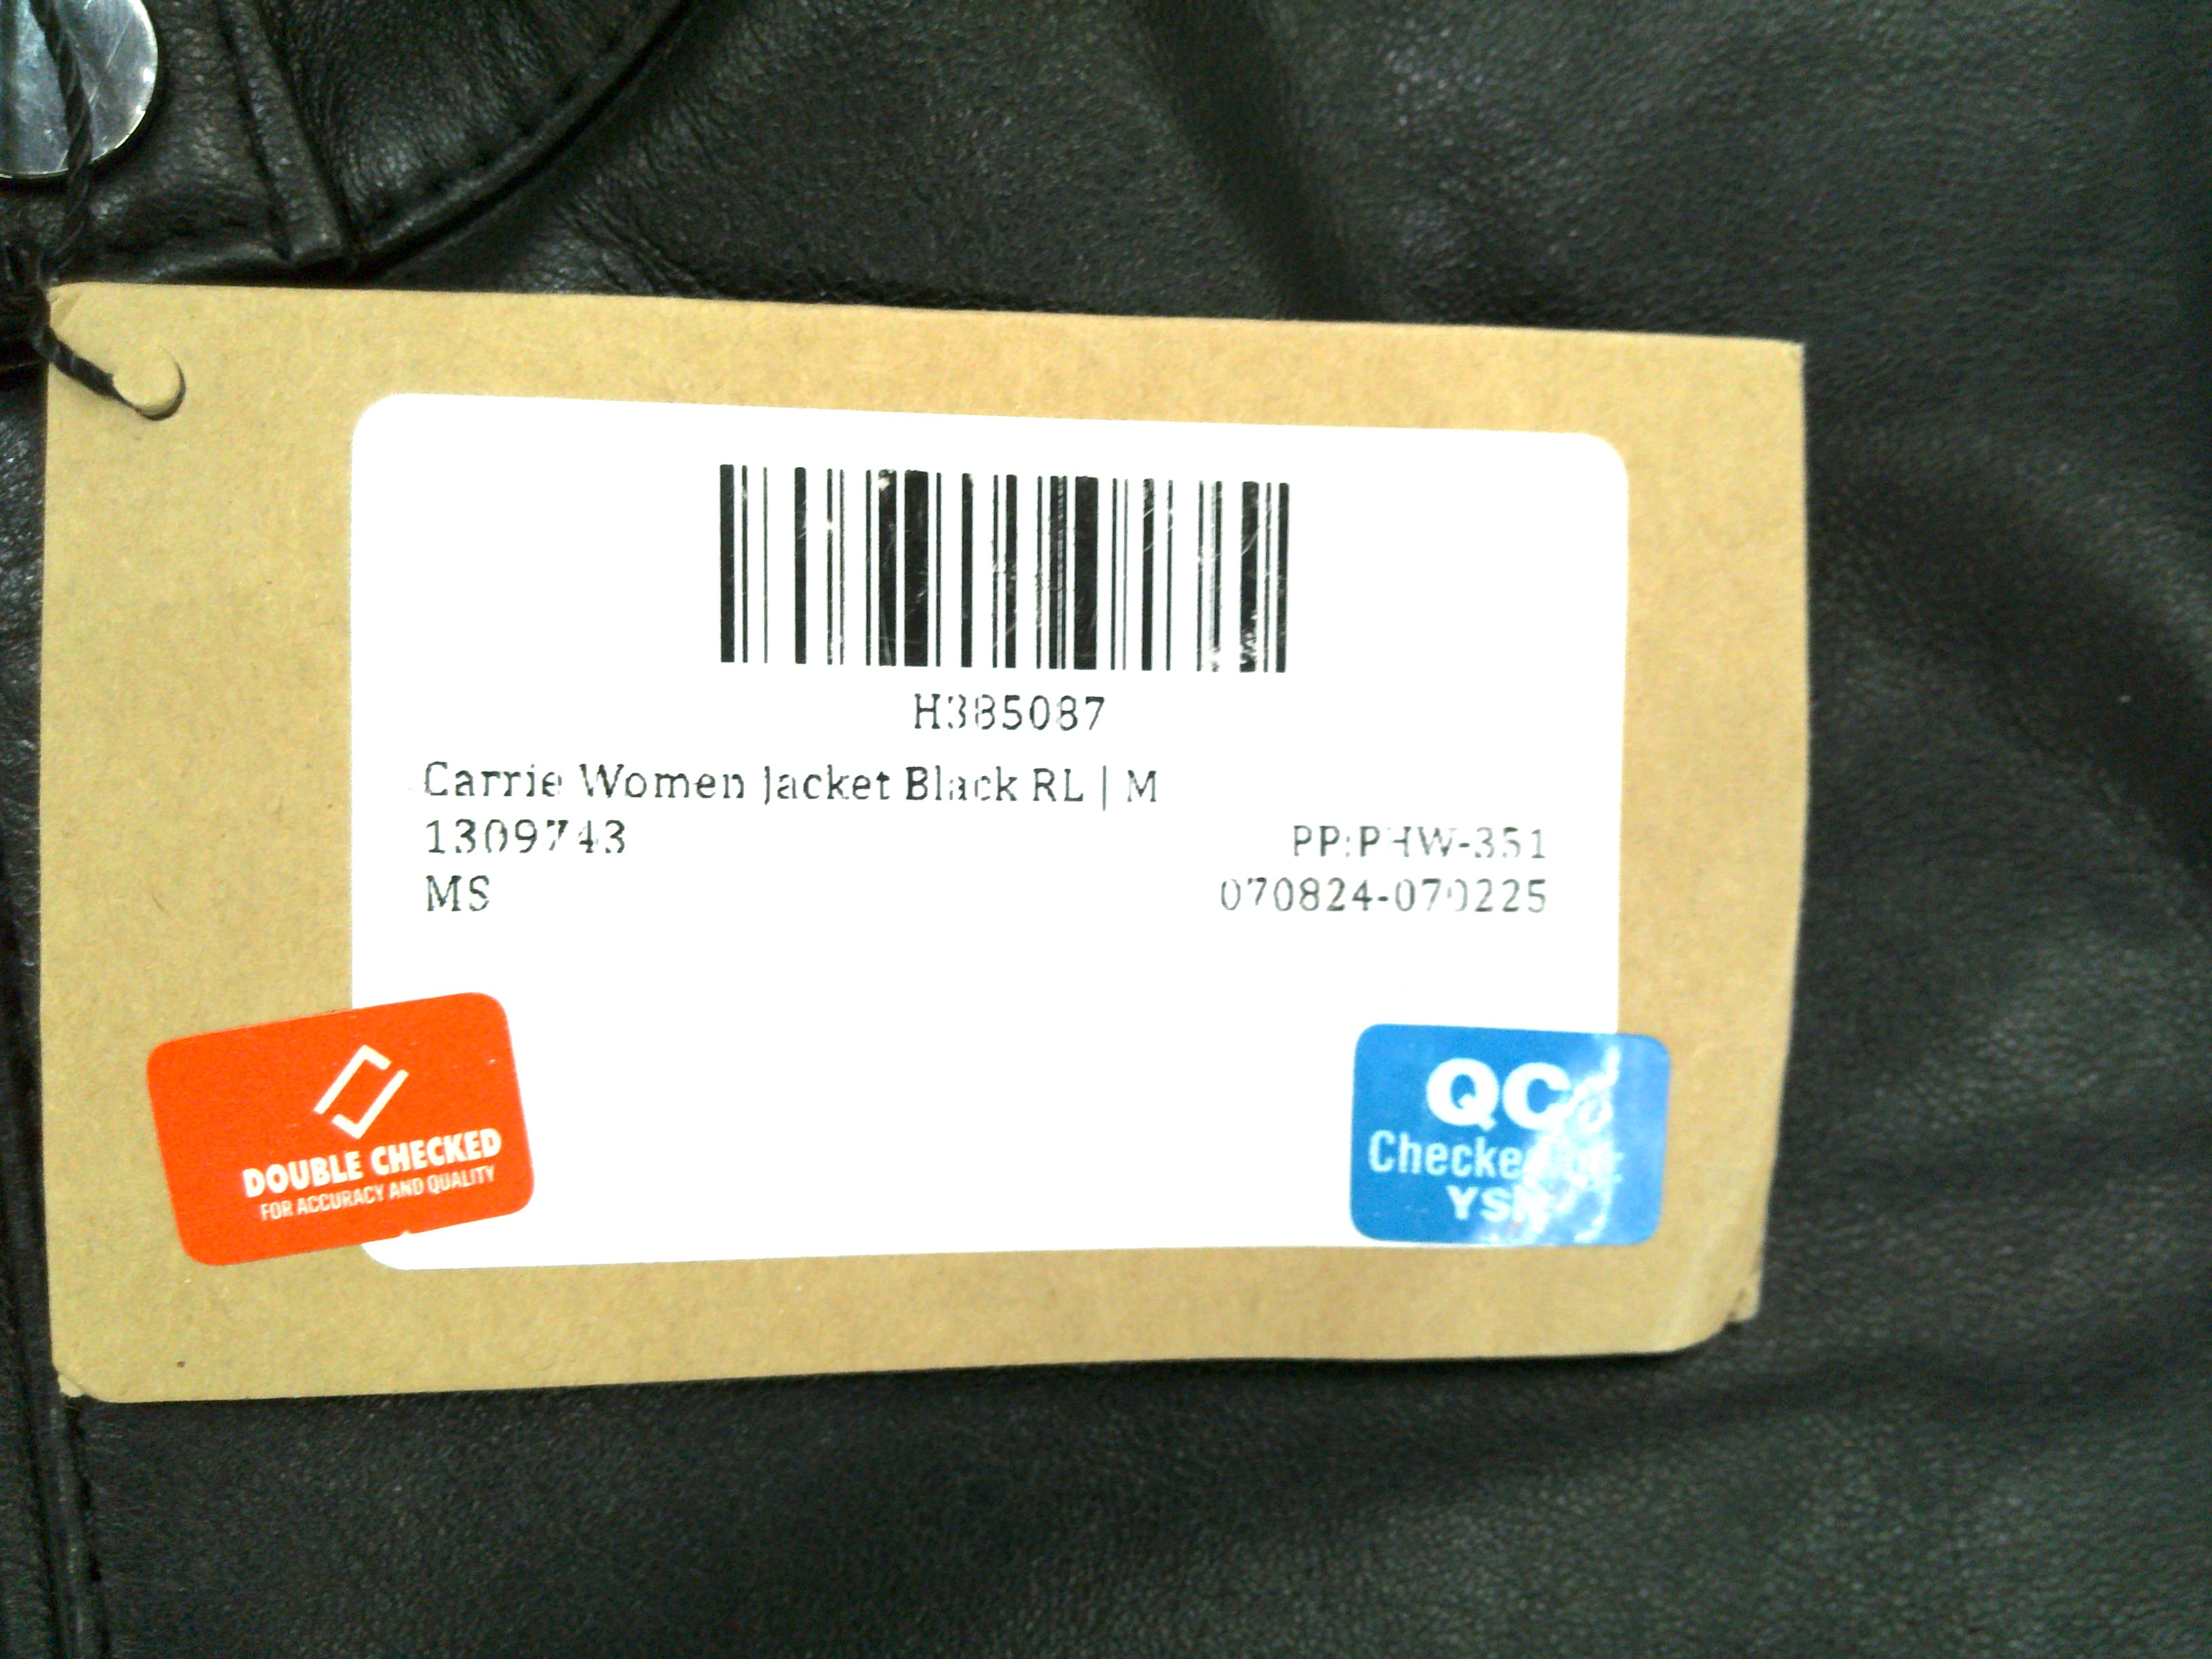 H385087
Carrie Women Jacket Black RL | M
1309743
PP:PHW-351
MS
070824-070225
DOUBLE CHECKED
FOR ACCURACY AND QUALITY
QC